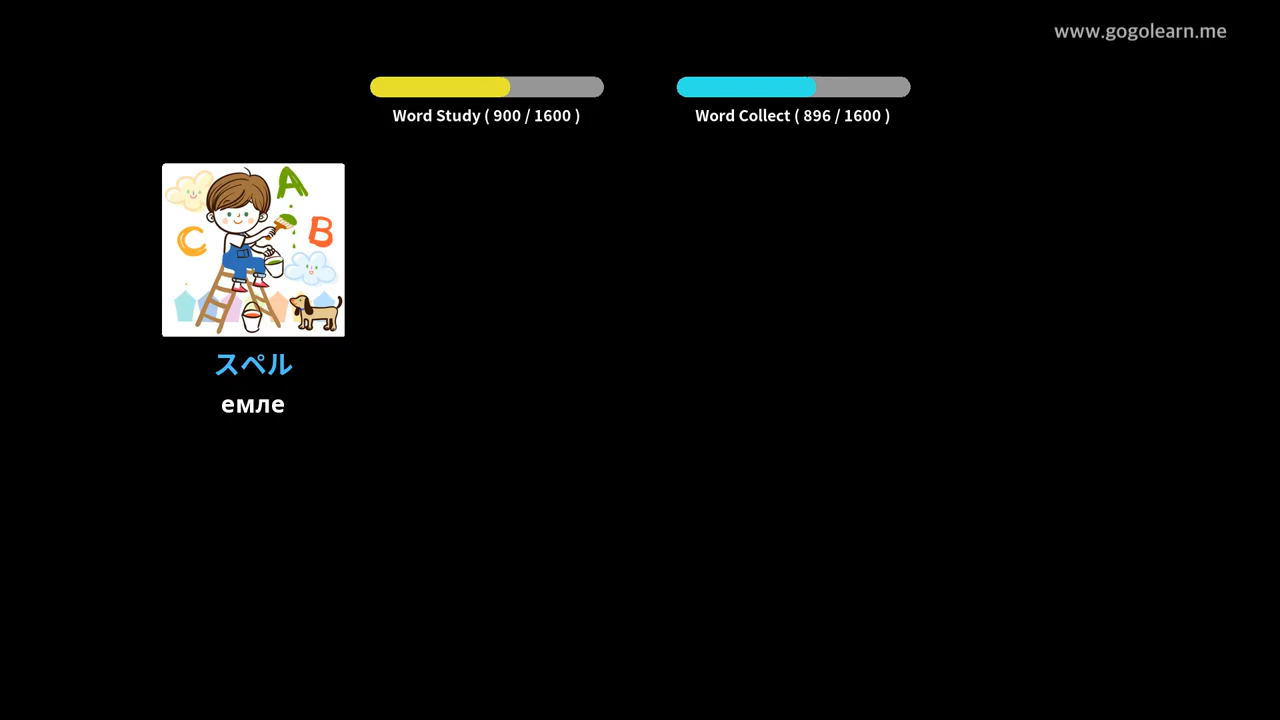 www.gogolearn.me
Word Study ( 900 / 1600 )
Word Collect ( 896 / 1600 )
A
B
C
スペル
емле